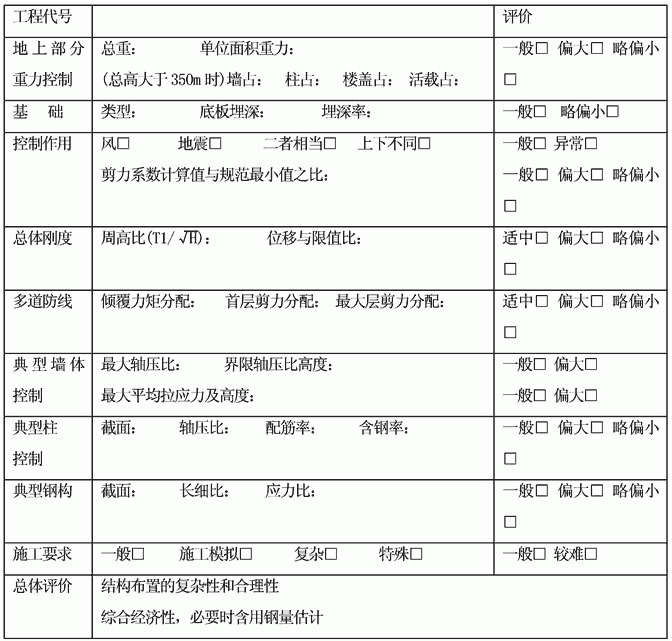 工程代号 评价
地上部分 总重： 单位面积重力： 一般□ 偏大□ 略偏小
重力控制 (总高大于350m时)墙占： 柱占： 楼盖占： 活载占： □
基 础 类型： 底板埋深： 埋深率： 一般□ 略偏小□
控制作用 风□ 地震□ 二者相当□ 上下不同□ 一般□ 异常□
剪力系数计算值与规范最小值之比： 一般□ 偏大□ 略偏小
□
总体刚度 周高比(T1/√H)： 位移与限值比： 适中□ 偏大□ 略偏小
□
多道防线 倾覆力矩分配： 首层剪力分配： 最大层剪力分配： 适中□ 偏大□ 略偏小
□
典型墙体 最大轴压比： 界限轴压比高度： 一般□ 偏大□
控制 最大平均拉应力及高度： 一般□ 偏大□
典型柱 截面： 轴压比： 配筋率： 含钢率： 一般□ 偏大□ 略偏小
控制 □
典型钢构 截面： 长细比： 应力比： 一般□ 偏大□ 略偏小
□
施工要求 一般□ 施工模拟□ 复杂□ 特殊□ 一般□ 较难□
总体评价 结构布置的复杂性和合理性
综合经济性，必要时含用钢量估计